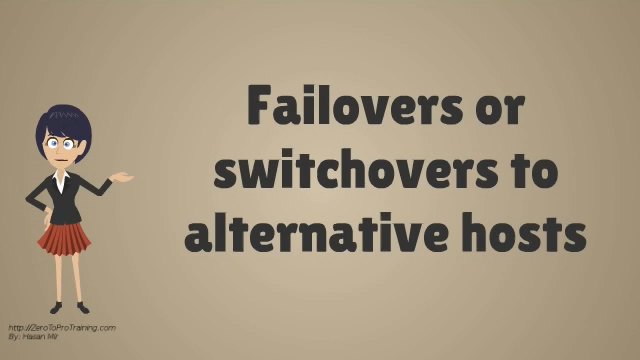 Failovers or
switchovers to
alternative hosts
http://ZeroToProTraining.com
By: Hasan Mir